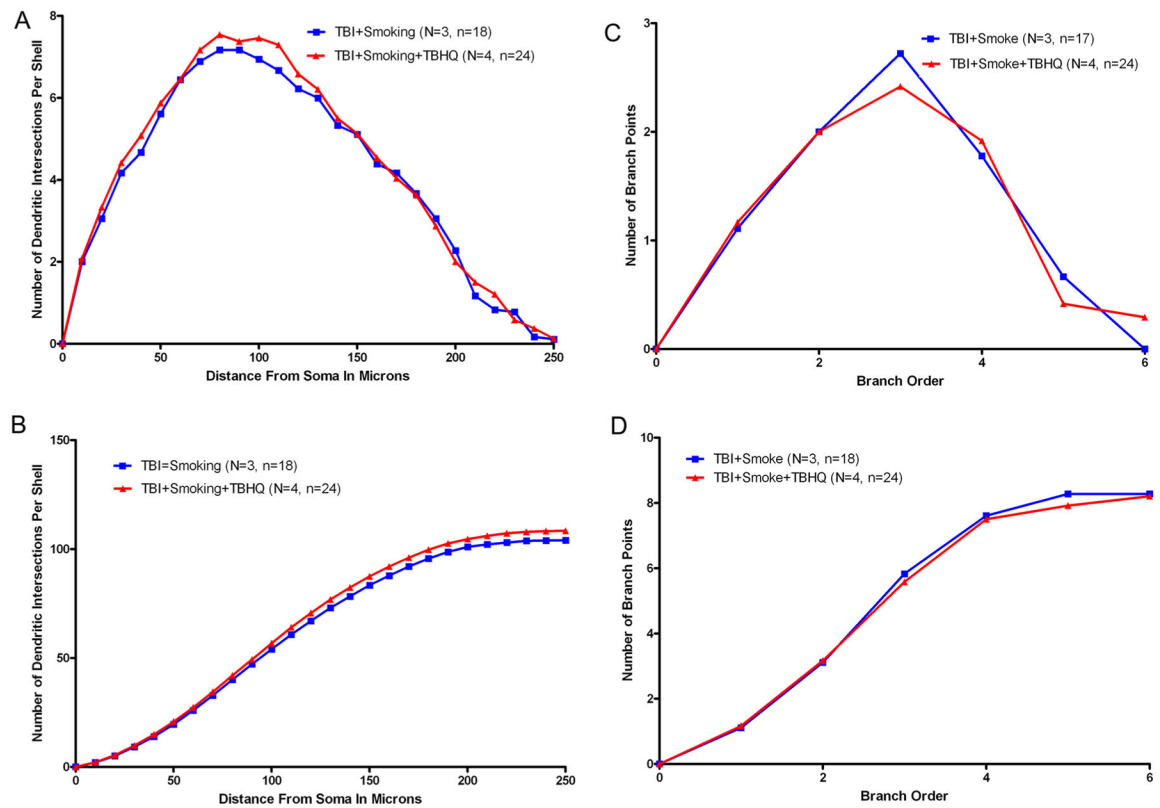 A
Number of Dendritic Intersections Per Shell
8
6
4
2
0
TBI+Smoking (N=3, n=18)
TBI+Smoking+TBHQ (N=4, n=24)
0 50 100 150 200 250
Distance From Soma In Microns
C
Number of Branch Points
3
2
1
0
TBI+Smoke (N=3, n=17)
TBI+Smoke+TBHQ (N=4, n=24)
0 2 4 6
Branch Order
B
Number of Dendritic Intersections Per Shell
150
100
50
0
TBI=Smoking (N=3, n=18)
TBI+Smoking+TBHQ (N=4, n=24)
0 50 100 150 200 250
Distance From Soma In Microns
D
Number of Branch Points
10
8
6
4
2
0
TBI+Smoke (N=3, n=18)
TBI+Smoke+TBHQ (N=4, n=24)
0 2 4 6
Branch Order